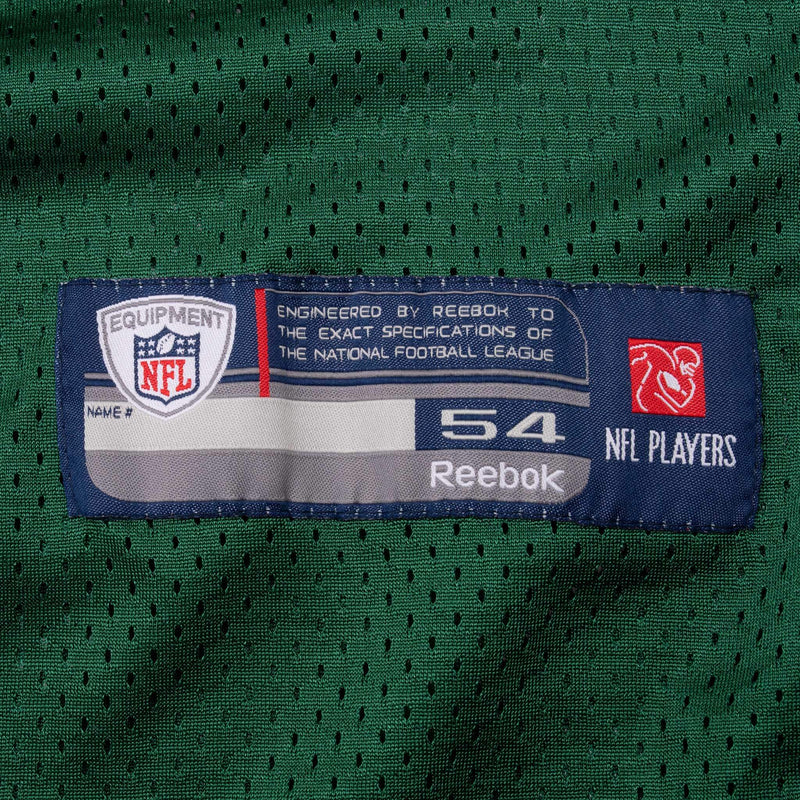 EQUIPMENT
NFL
ENGINEERED BY REEBOK TO
THE EXACT SPECIFICATIONS OF
THE NATIONAL FOOTBALL LEAGUE
NAME #
54
Reebok
NFL PLAYERS